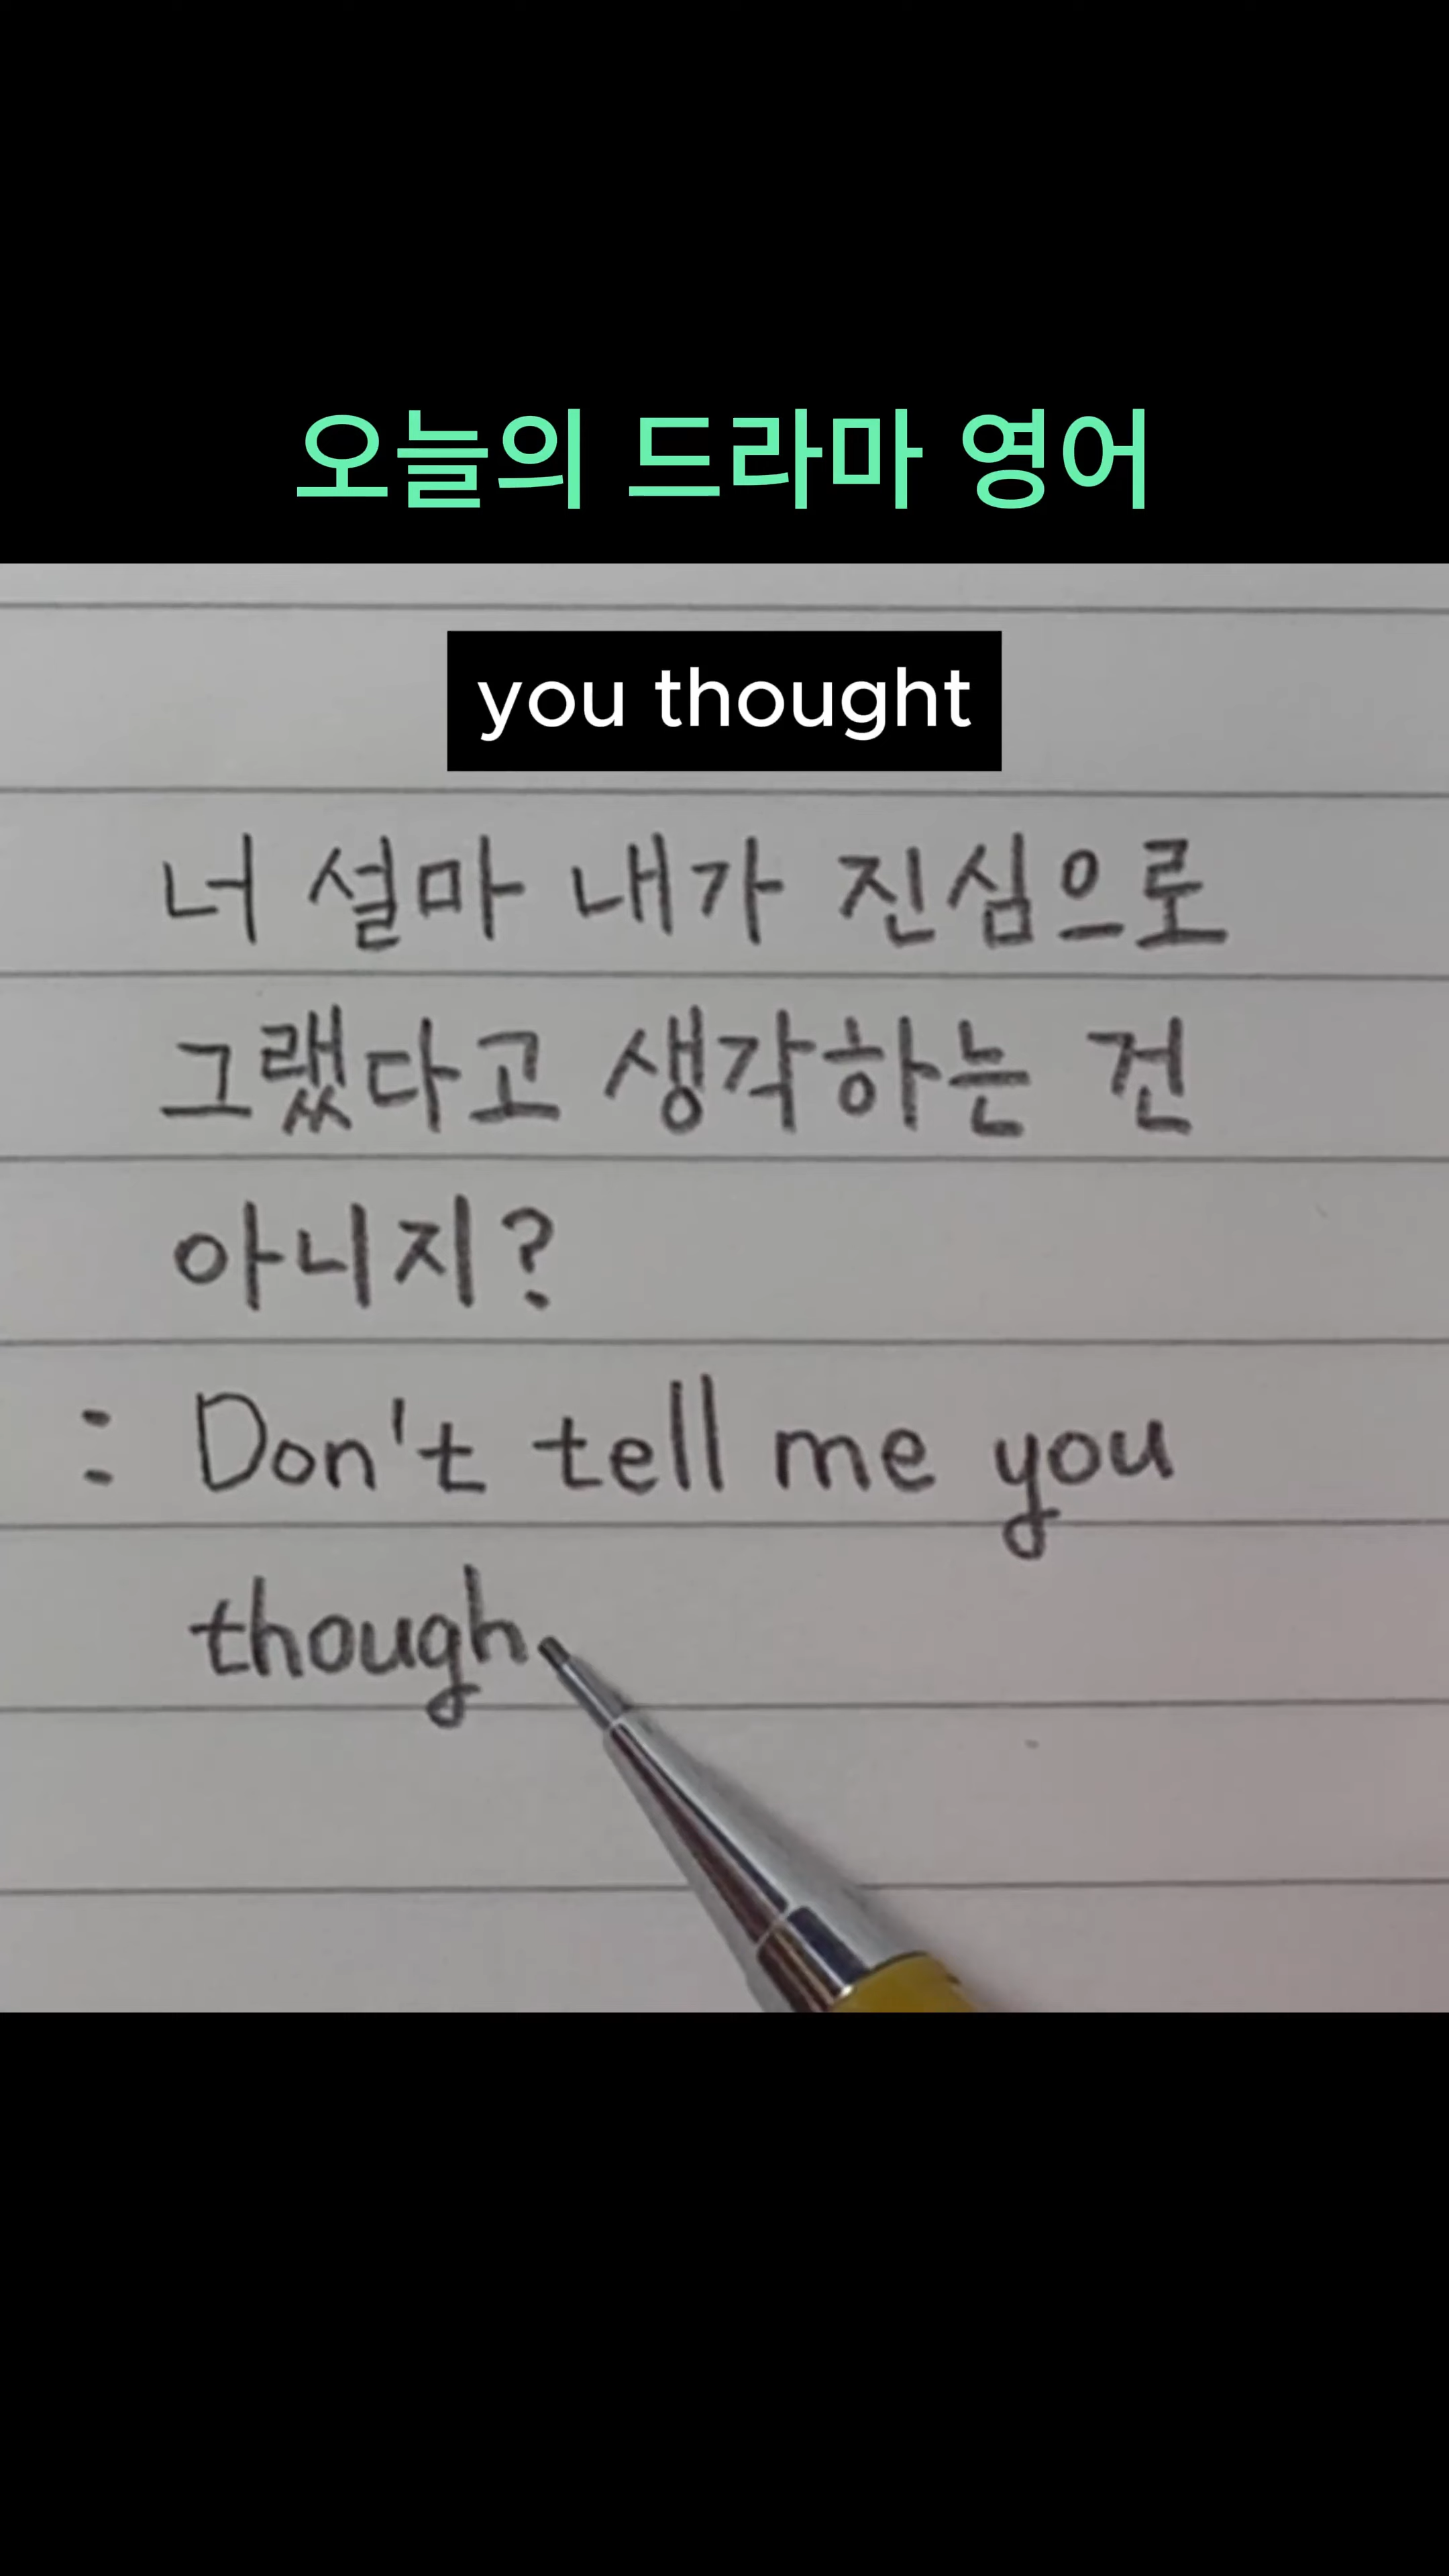 오늘의 드라마 영어
you thought
너 설마 내가 진심으로
그랬다고 생각하는 건
아니지?
: Don't tell me you
though